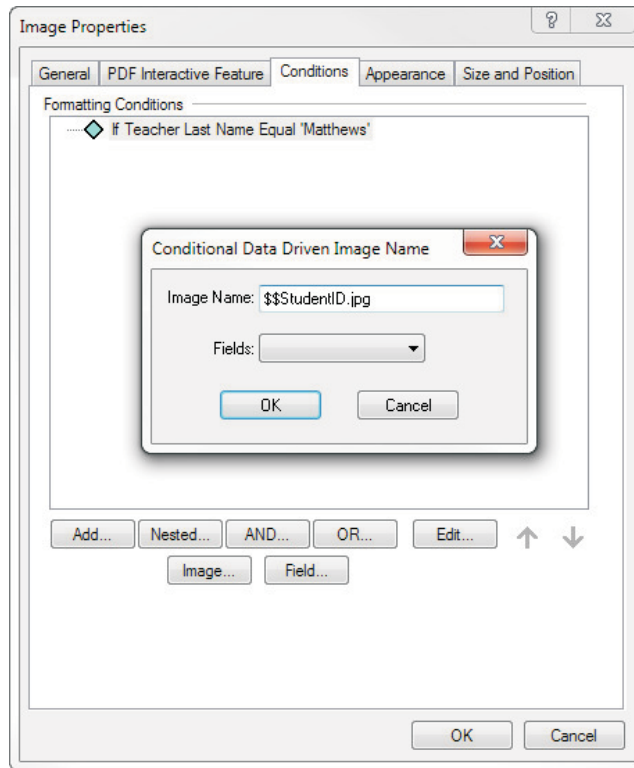 Image Properties
General PDF Interactive Feature Conditions Appearance Size and Position
Formatting Conditions
If Teacher Last Name Equal 'Matthews'
Conditional Data Driven Image Name
Image Name: $$StudentID.jpg
Fields:
OK Cancel
Add... Nested... AND... OR... Edit...
Image... Field...
OK Cancel